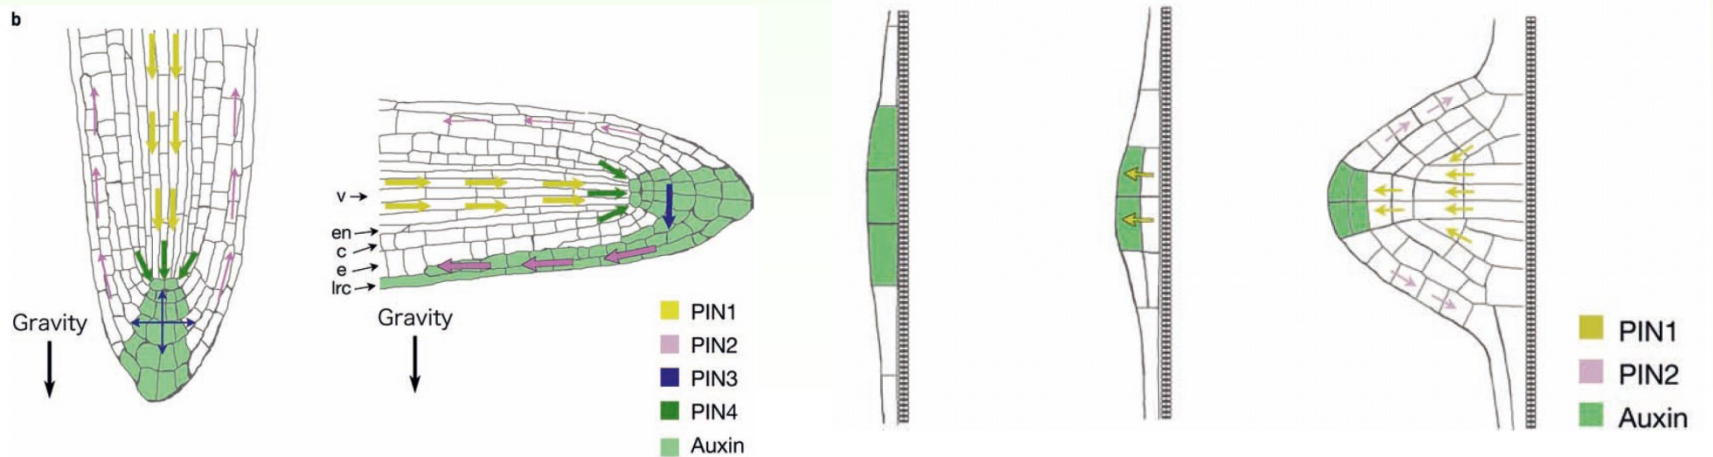 b
Gravity
v
en
c
e
lrc
Gravity
PIN1
PIN2
PIN3
PIN4
Auxin
PIN1
PIN2
Auxin